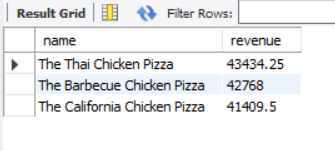 Result Grid Filter Rows:
name revenue
The Thai Chicken Pizza 43434.25
The Barbecue Chicken Pizza 42768
The California Chicken Pizza 41409.5